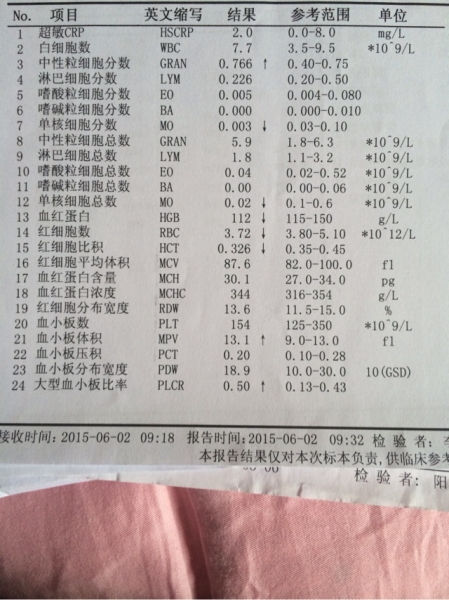 No. 项目 英文缩写 结果 参考范围 单位
1 超敏CRP HSCRP 2.0 0.0-8.0 mg/L
2 白细胞数 WBC 7.7 3.5-9.5 *10^9/L
3 中性粒细胞分数 GRAN 0.766 ↑ 0.40-0.75
4 淋巴细胞分数 LYM 0.226 0.20-0.50
5 嗜酸粒细胞分数 EO 0.005 0.004-0.080
6 嗜碱粒细胞分数 BA 0.000 0.000-0.010
7 单核细胞分数 MO 0.003 ↓ 0.03-0.10
8 中性粒细胞总数 GRAN 5.9 1.8-6.3 *10^9/L
9 淋巴细胞总数 LYM 1.8 1.1-3.2 *10^9/L
10 嗜酸粒细胞总数 EO 0.04 0.02-0.52 *10^9/L
11 嗜碱粒细胞总数 BA 0.00 0.00-0.06 *10^9/L
12 单核细胞总数 MO 0.02 ↓ 0.1-0.6 *10^9/L
13 血红蛋白 HGB 112 ↓ 115-150 g/L
14 红细胞数 RBC 3.72 ↓ 3.80-5.10 *10^12/L
15 红细胞比积 HCT 0.326 ↓ 0.35-0.45
16 红细胞平均体积 MCV 87.6 82.0-100.0 fl
17 血红蛋白含量 MCH 30.1 27.0-34.0 pg
18 血红蛋白浓度 MCHC 344 316-354 g/L
19 红细胞分布宽度 RDW 13.6 11.5-15.0 %
20 血小板数 PLT 154 125-350 *10^9/L
21 血小板体积 MPV 13.1 ↑ 9.0-13.0 fl
22 血小板压积 PCT 0.20 0.10-0.28
23 血小板分布宽度 PDW 18.9 10.0-30.0 10(GSD)
24 大型血小板比率 PLCR 0.50 ↑ 0.13-0.43
接收时间:2015-06-02 09:18 报告时间:2015-06-02 09:32 检 验 者:
本报告结果仅对本次标本负责,供临床参考
检 验 者: 阳